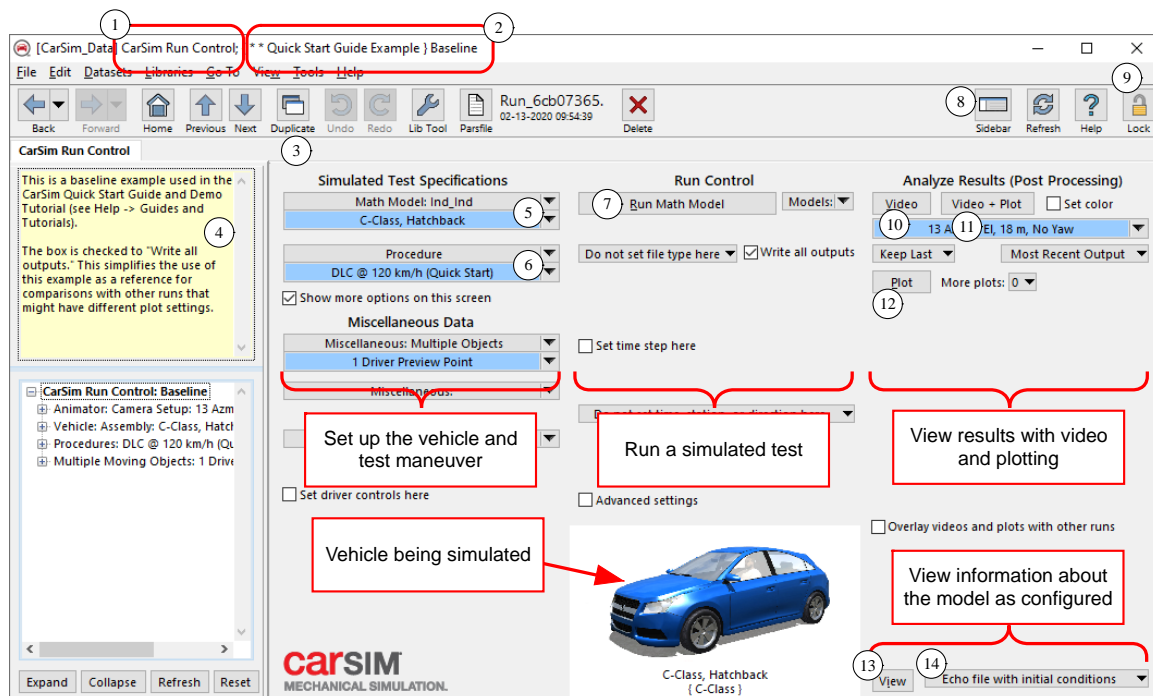 1
2
[CarSim_Data] CarSim Run Control; * * Quick Start Guide Example } Baseline
File Edit Datasets Libraries Go To View Tools Help
9
8
Run_6cb07365.
02-13-2020 09:54:39
Back Forward Home Previous Next Duplicate Undo Redo Lib Tool Parsfile Delete Sidebar Refresh Help Lock
CarSim Run Control
3
This is a baseline example used in the
CarSim Quick Start Guide and Demo
Tutorial (see Help -> Guides and
Tutorials).
4
The box is checked to "Write all
outputs." This simplifies the use of
this example as a reference for
comparisons with other runs that
might have different plot settings.
CarSim Run Control: Baseline
Animator: Camera Setup: 13 Azm
Vehicle: Assembly: C-Class, Hatch
Procedures: DLC @ 120 km/h (Qu
Multiple Moving Objects: 1 Drive
Expand Collapse Refresh Reset
Simulated Test Specifications
Math Model: Ind_Ind
5
C-Class, Hatchback
Procedure
6
DLC @ 120 km/h (Quick Start)
Show more options on this screen
Miscellaneous Data
Miscellaneous: Multiple Objects
1 Driver Preview Point
Miscellaneous:
Set up the vehicle and
test maneuver
Set driver controls here
Vehicle being simulated
carSIM
MECHANICAL SIMULATION.
Run Control
7
Run Math Model Models:
Do not set file type here Write all outputs
Set time step here
Do not set time, station, or direction here
Run a simulated test
Advanced settings
C-Class, Hatchback
{ C-Class }
Analyze Results (Post Processing)
Video Video + Plot Set color
10 11
13 El, 18 m, No Yaw
Keep Last Most Recent Output
Plot More plots: 0
12
View results with video
and plotting
Overlay videos and plots with other runs
View information about
the model as configured
13 14
View Echo file with initial conditions